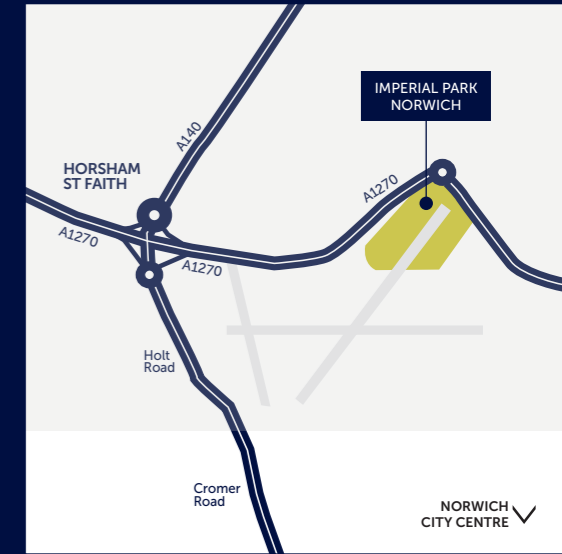 IMPERIAL PARK
NORWICH
A140
HORSHAM
ST FAITH
A1270
A1270
A1270
Holt
Road
Cromer
Road
NORWICH
CITY CENTRE